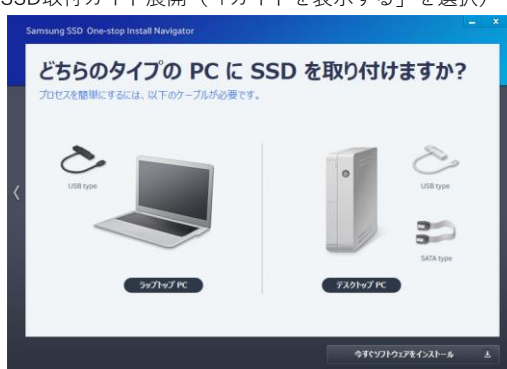 SSD取付ガイド展開（「ガイドを表示する」を選択）
Samsung SSD One-stop Install Navigator
どちらのタイプの PC に SSD を取り付けますか?
プロセスを簡単にするには、以下のケーブルが必要です。
USB type
USB type
SATA type
ラップトップ PC
デスクトップ PC
今すぐソフトウェアをインストール